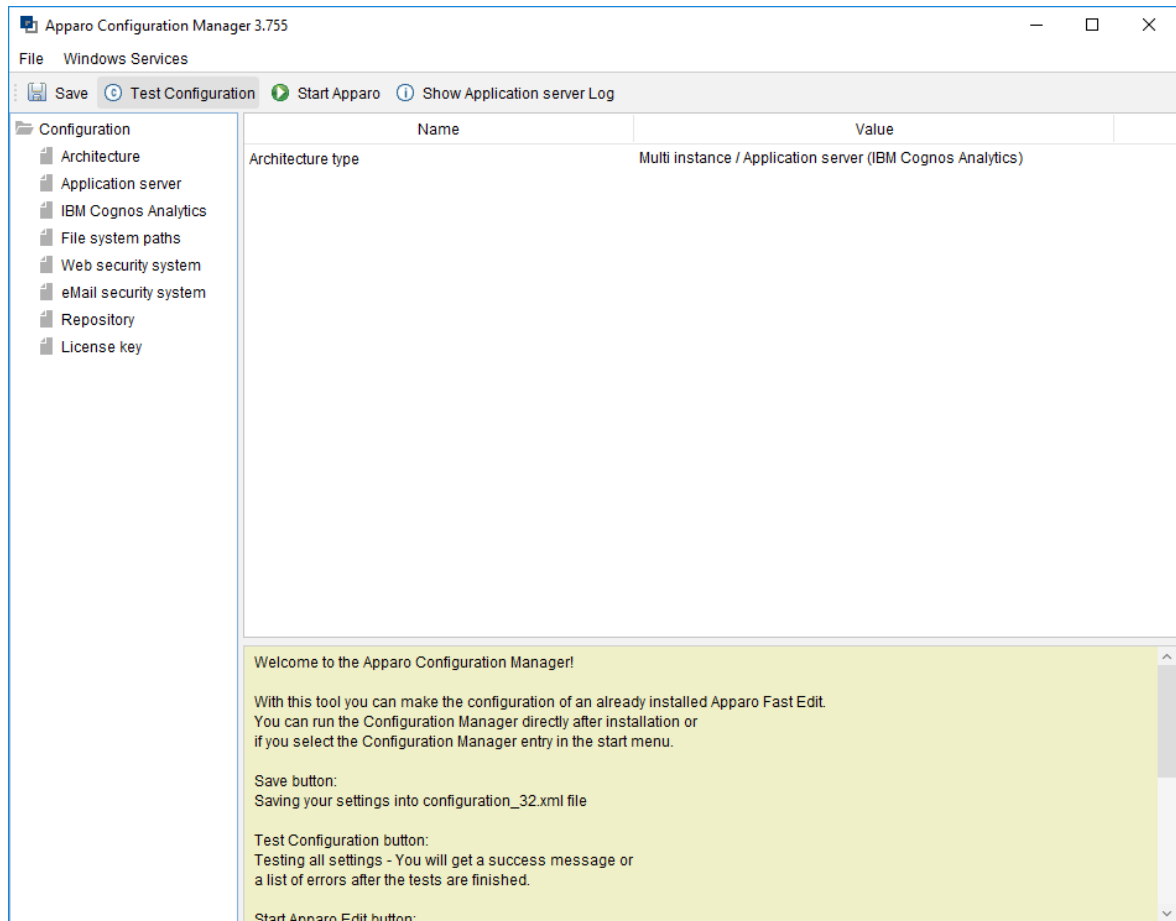 Apparo Configuration Manager 3.755
File Windows Services
Save Test Configuration Start Apparo Show Application server Log
Configuration
Architecture
Application server
IBM Cognos Analytics
File system paths
Web security system
eMail security system
Repository
License key
Name Value
Architecture type Multi instance / Application server (IBM Cognos Analytics)
Welcome to the Apparo Configuration Manager!
With this tool you can make the configuration of an already installed Apparo Fast Edit.
You can run the Configuration Manager directly after installation or
if you select the Configuration Manager entry in the start menu.
Save button:
Saving your settings into configuration_32.xml file
Test Configuration button:
Testing all settings - You will get a success message or
a list of errors after the tests are finished.
Start Apparo Edit button: